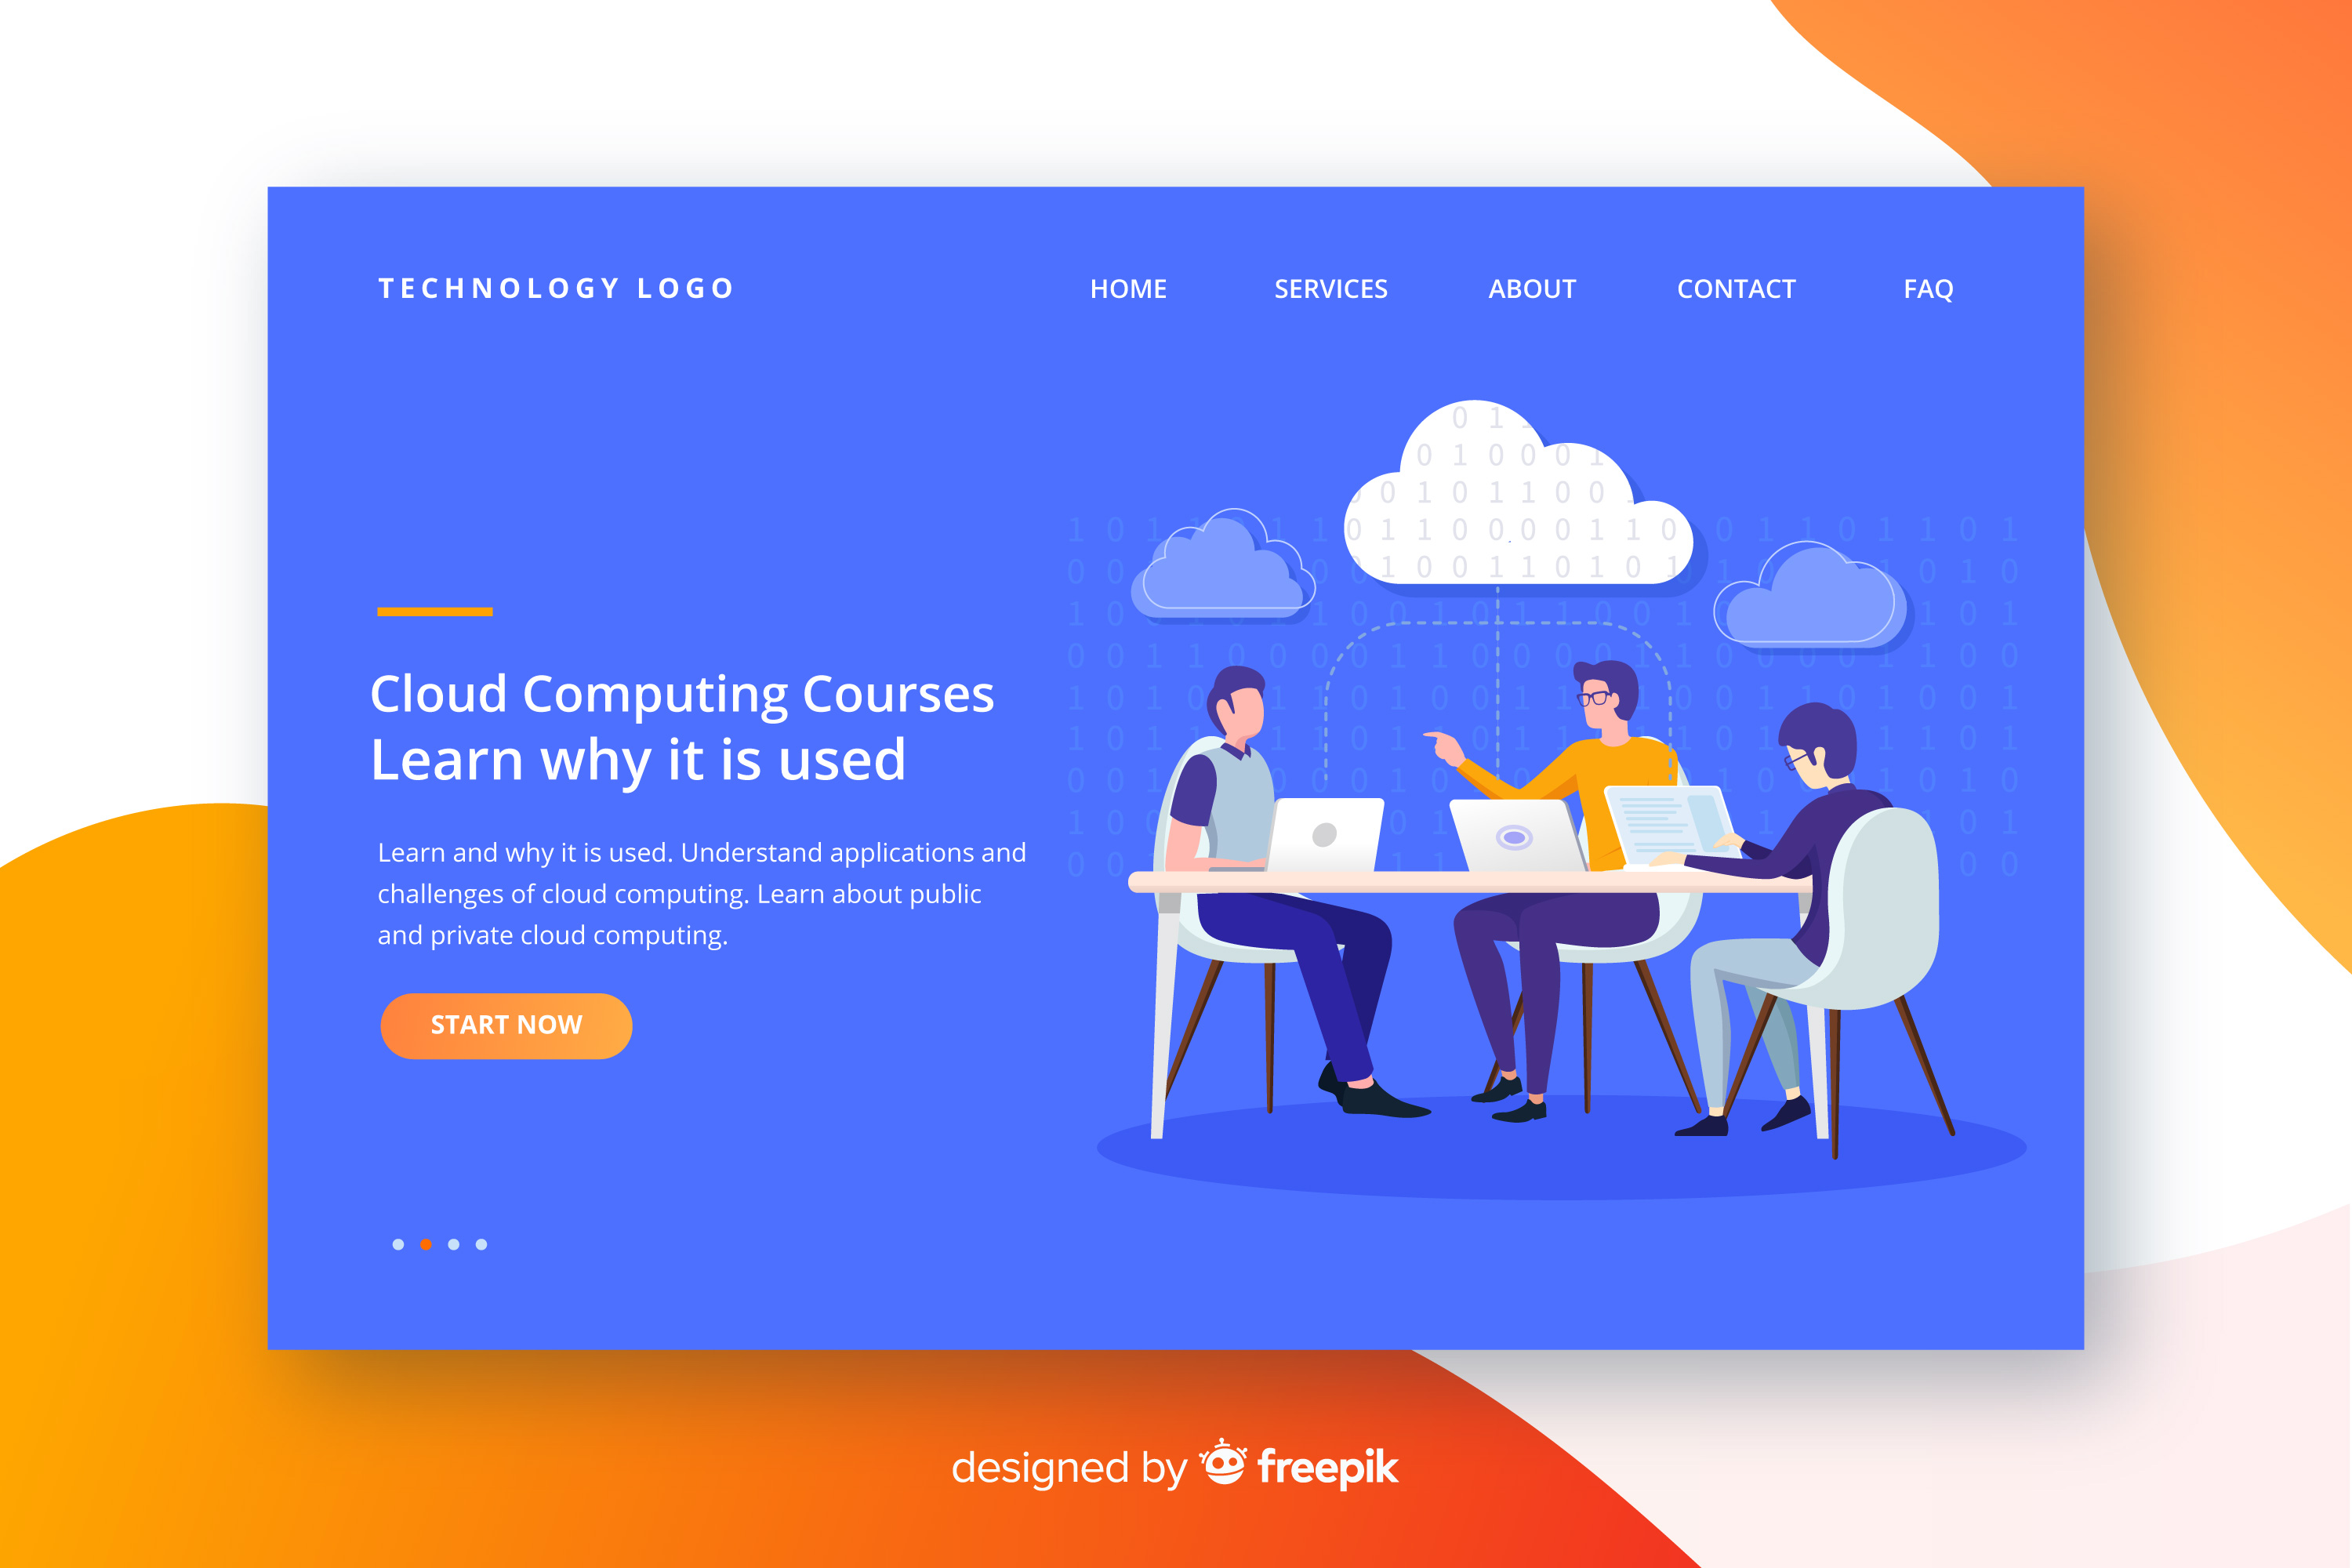 TECHNOLOGY LOGO
HOME SERVICES ABOUT CONTACT FAQ
Cloud Computing Courses
Learn why it is used
Learn and why it is used. Understand applications and
challenges of cloud computing. Learn about public
and private cloud computing.
START NOW
designed by freepik